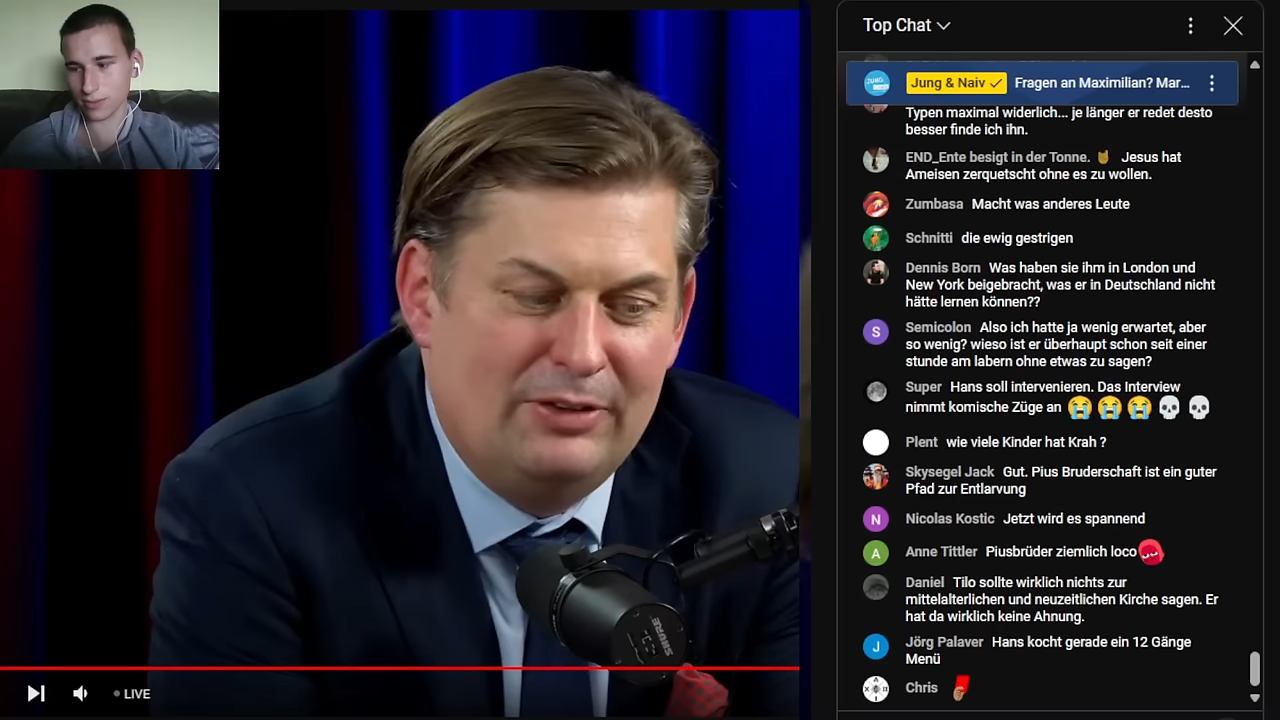 Top Chat
Jung & Naiv Fragen an Maximilian? Mar...
Typen maximal widerlich... je länger er redet desto
besser finde ich ihn.
END_Ente besigt in der Tonne. 🤘 Jesus hat
Ameisen zerquetscht ohne es zu wollen.
Zumbasa Macht was anderes Leute
Schnitti die ewig gestrigen
Dennis Born Was haben sie ihm in London und
New York beigebracht, was er in Deutschland nicht
hätte lernen können??
S
Semicolon Also ich hatte ja wenig erwartet, aber
so wenig? wieso ist er überhaupt schon seit einer
stunde am labern ohne etwas zu sagen?
Super Hans soll intervenieren. Das Interview
nimmt komische Züge an 😭😭😭💀💀
Plent wie viele Kinder hat Krah ?
Skysegel Jack Gut. Pius Bruderschaft ist ein guter
Pfad zur Entlarvung
N
Nicolas Kostic Jetzt wird es spannend
A
Anne Tittler Piusbrüder ziemlich loco
Daniel Tilo sollte wirklich nichts zur
mittelalterlichen und neuzeitlichen Kirche sagen. Er
hat da wirklich keine Ahnung.
J
Jörg Palaver Hans kocht gerade ein 12 Gänge
Menü
Chris
SHURE
LIVE